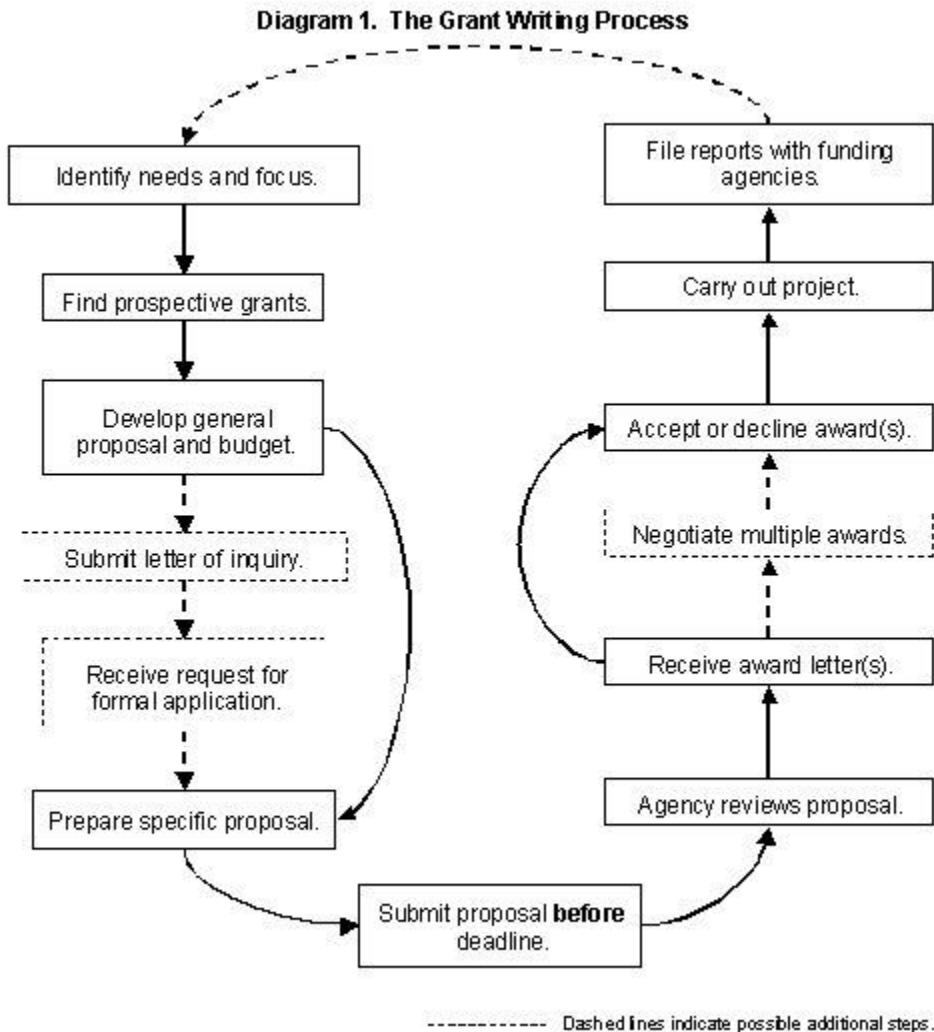 Diagram 1. The Grant Writing Process
Identify needs and focus.
Find prospective grants.
Develop general
proposal and budget.
Submit letter of inquiry.
Receive request for
formal application.
Prepare specific proposal.
Submit proposal before
deadline.
Agency reviews proposal.
Receive award letter(s).
Negotiate multiple awards.
Accept or decline award(s).
Carry out project.
File reports with funding
agencies.
Dashed lines indicate possible additional steps.